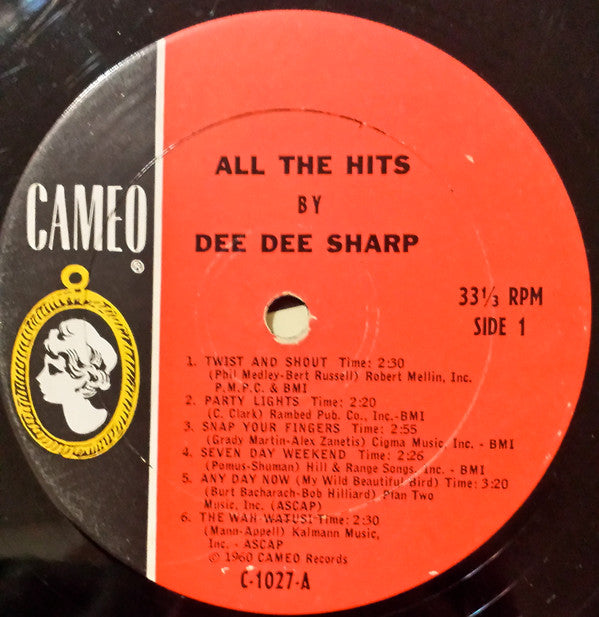 CAMEO
®
ALL THE HITS
BY
DEE DEE SHARP
33⅓ RPM
SIDE 1
1. TWIST AND SHOUT Time: 2:30
(Phil Medley-Bert Russell) Robert Mellin, Inc.
P.M.P.C. & BMI
2. PARTY LIGHTS Time: 2:20
(C. Clark) Rambed Pub. Co., Inc.-BMI
3. SNAP YOUR FINGERS Time: 2:55
(Grady Martin-Alex Zanetis) Cigma Music, Inc. - BMI
4. SEVEN DAY WEEKEND Time: 2:26
(Pomus-Shuman) Hill & Range Songs, Inc. - BMI
5. ANY DAY NOW (My Wild Beautiful Bird) Time: 3:20
(Burt Bacharach-Bob Hilliard) Plan Two
Music, Inc. (ASCAP)
6. THE WAH WATUSI Time: 2:30
(Mann-Appell) Kalmann Music,
Inc. - ASCAP
© 1960 CAMEO Records
C-1027-A